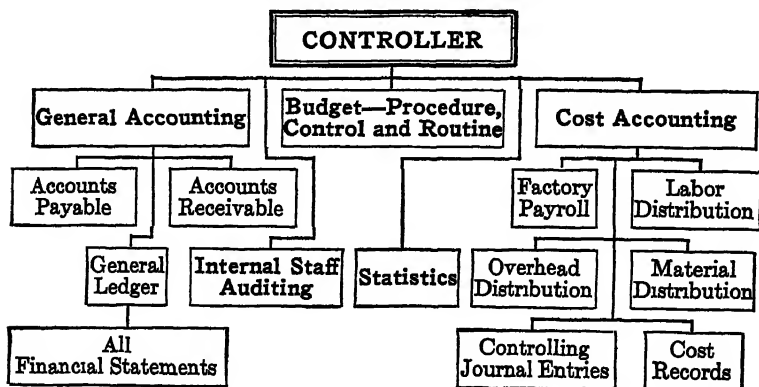 CONTROLLER
General Accounting
Budget—Procedure,
Control and Routine
Cost Accounting
Accounts
Payable
Accounts
Receivable
Factory
Payroll
Labor
Distribution
General
Ledger
Internal Staff
Auditing
Statistics
Overhead
Distribution
Material
Distribution
All
Financial Statements
Controlling
Journal Entries
Cost
Records